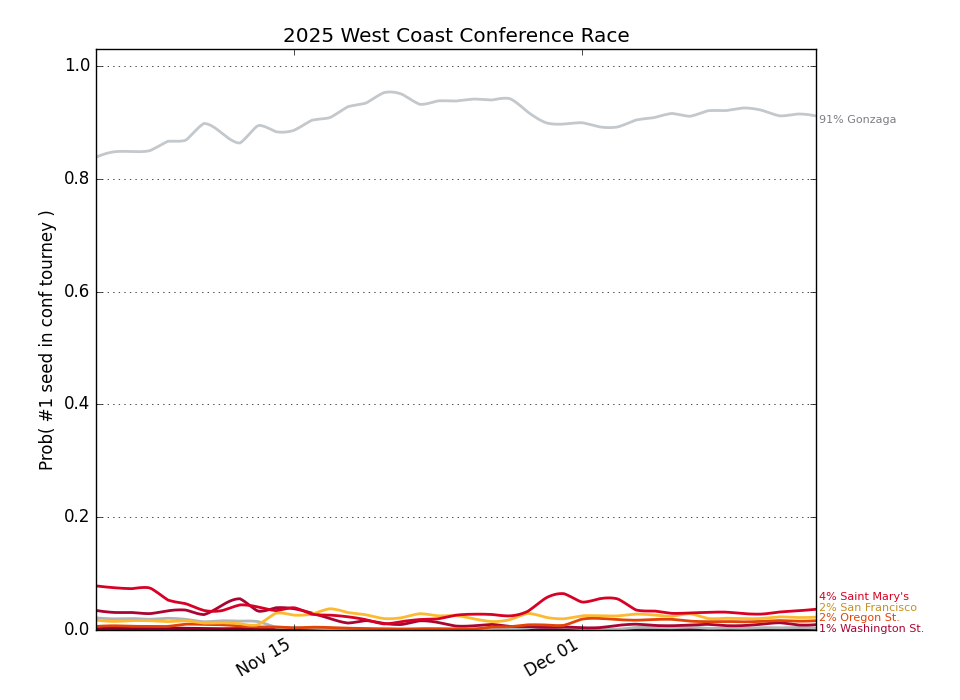 2025 West Coast Conference Race
1.0
0.8
0.6
0.4
0.2
0.0
Prob( #1 seed in conf tourney )
Nov 15
Dec 01
91% Gonzaga
4% Saint Mary's
2% San Francisco
2% Oregon St.
1% Washington St.